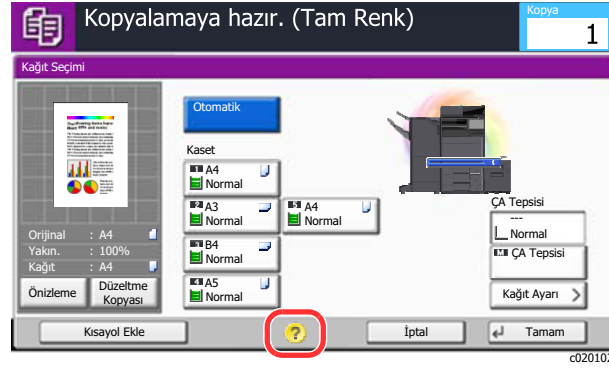 Kopyalamaya hazır. (Tam Renk)
Kopya
1
Kağıt Seçimi
Otomatik
Kaset
1 A4
Normal
2 A3
Normal
5 A4
Normal
3 B4
Normal
4 A5
Normal
ÇA Tepsisi
---
Normal
M ÇA Tepsisi
Kağıt Ayarı
Orijinal : A4
Yakın. : 100%
Kağıt : A4
Önizleme
Düzeltme
Kopyası
Kısayol Ekle
?
İptal
Tamam
c020102